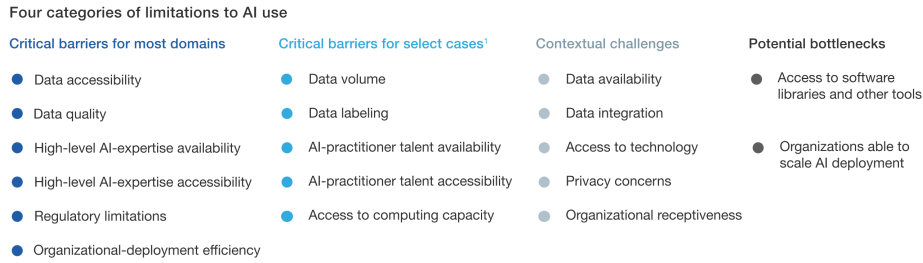 Four categories of limitations to AI use
Critical barriers for most domains
Data accessibility
Data quality
High-level AI-expertise availability
High-level AI-expertise accessibility
Regulatory limitations
Organizational-deployment efficiency
Critical barriers for select cases¹
Data volume
Data labeling
AI-practitioner talent availability
AI-practitioner talent accessibility
Access to computing capacity
Contextual challenges
Data availability
Data integration
Access to technology
Privacy concerns
Organizational receptiveness
Potential bottlenecks
Access to software
libraries and other tools
Organizations able to
scale AI deployment